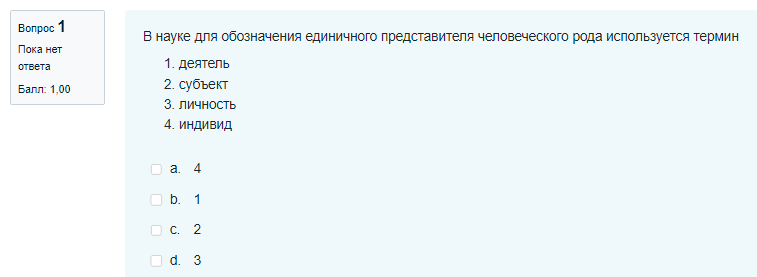 Вопрос 1
Пока нет
ответа
Балл: 1,00
В науке для обозначения единичного представителя человеческого рода используется термин
1. деятель
2. субъект
3. личность
4. индивид
a. 4
b. 1
c. 2
d. 3